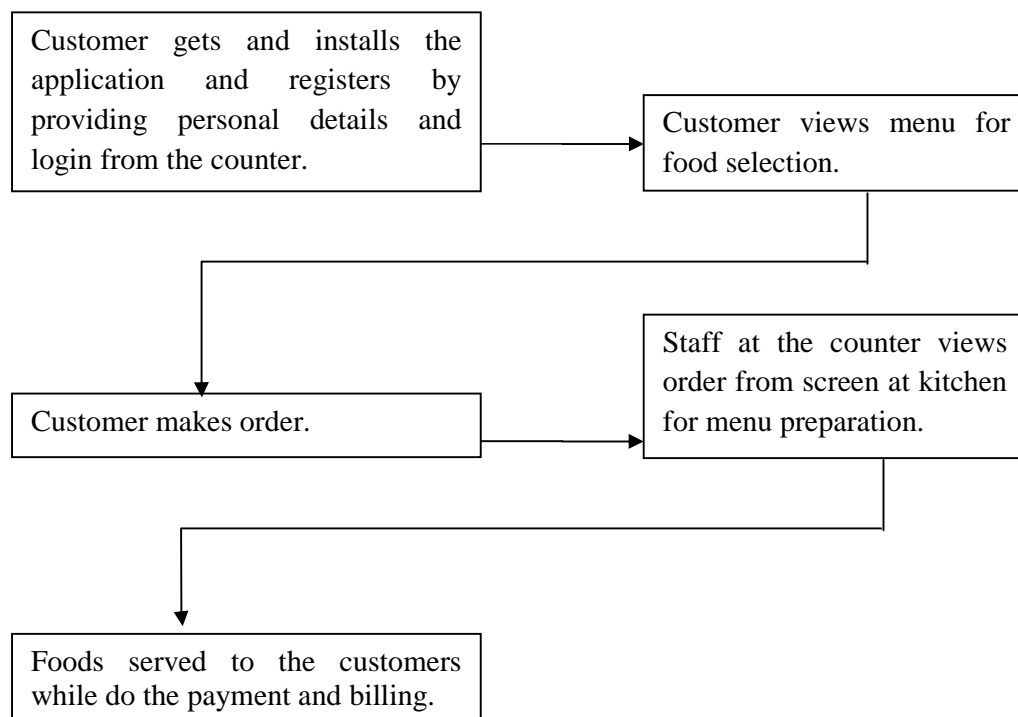 Customer gets and installs the
application and registers by
providing personal details and
login from the counter.
Customer views menu for
food selection.
Customer makes order.
Staff at the counter views
order from screen at kitchen
for menu preparation.
Foods served to the customers
while do the payment and billing.